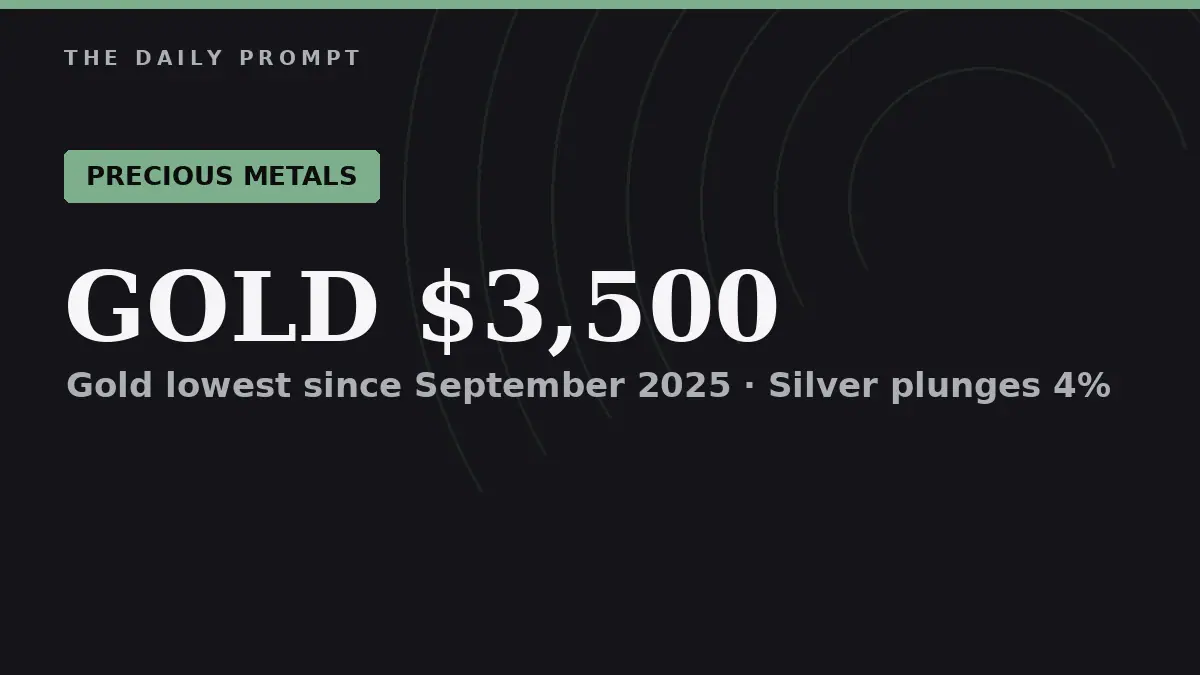 THE DAILY PROMPT
PRECIOUS METALS
GOLD $3,500
Gold lowest since September 2025 · Silver plunges 4%